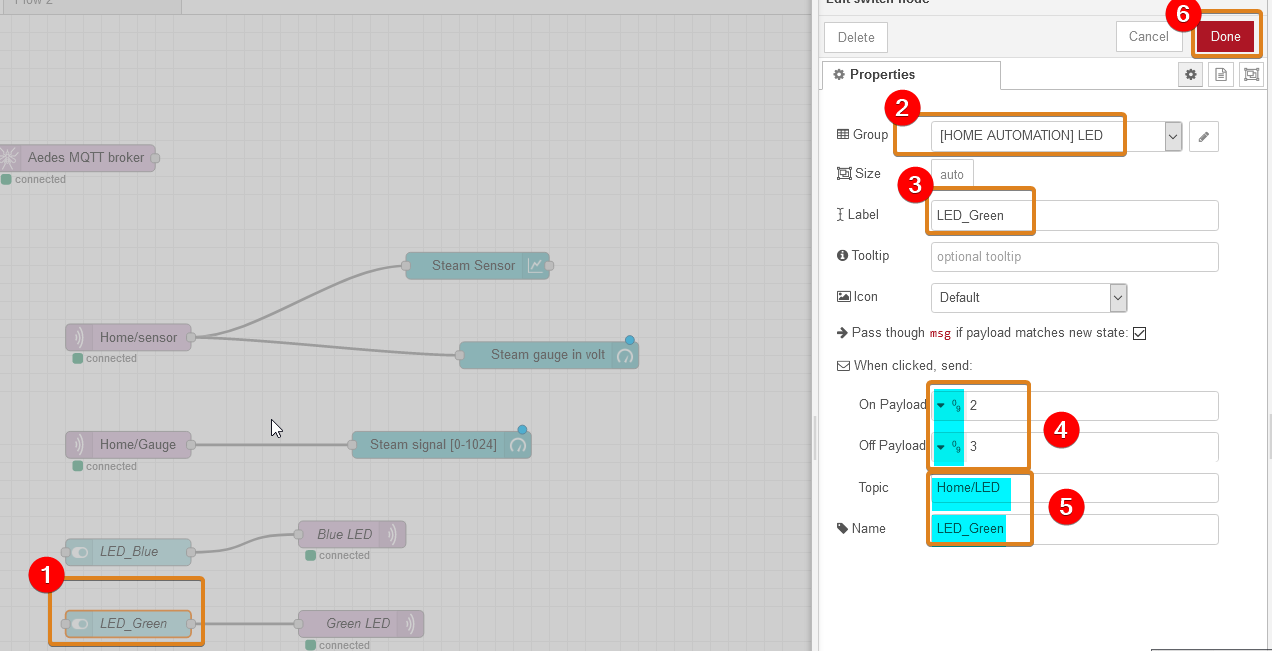 Flow 2
Edit switch node
6
Delete
Cancel
Done
Properties
2
Group
[HOME AUTOMATION] LED
Aedes MQTT broker
connected
Size
auto
3
Label
LED_Green
Tooltip
optional tooltip
Steam Sensor
Icon
Default
Home/sensor
connected
Pass though msg if payload matches new state:
Steam gauge in volt
When clicked, send:
On Payload
2
4
Home/Gauge
connected
Steam signal [0-1024]
Off Payload
3
Topic
Home/LED
5
Name
LED_Green
Blue LED
connected
LED_Blue
1
LED_Green
Green LED
connected